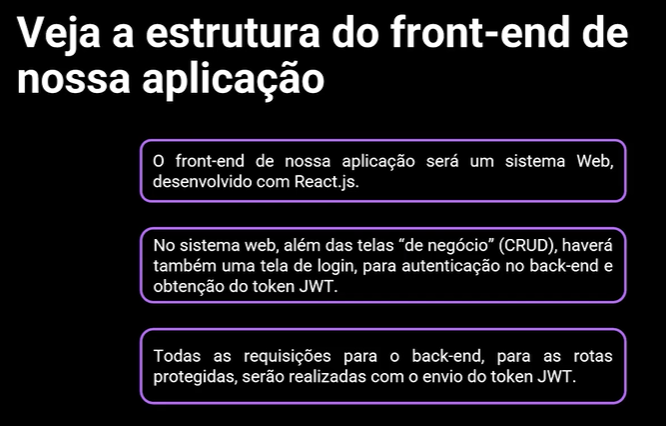 Veja a estrutura do front-end de
nossa aplicação
O front-end de nossa aplicação será um sistema Web,
desenvolvido com React.js.
No sistema web, além das telas “de negócio” (CRUD), haverá
também uma tela de login, para autenticação no back-end e
obtenção do token JWT.
Todas as requisições para o back-end, para as rotas
protegidas, serão realizadas com o envio do token JWT.